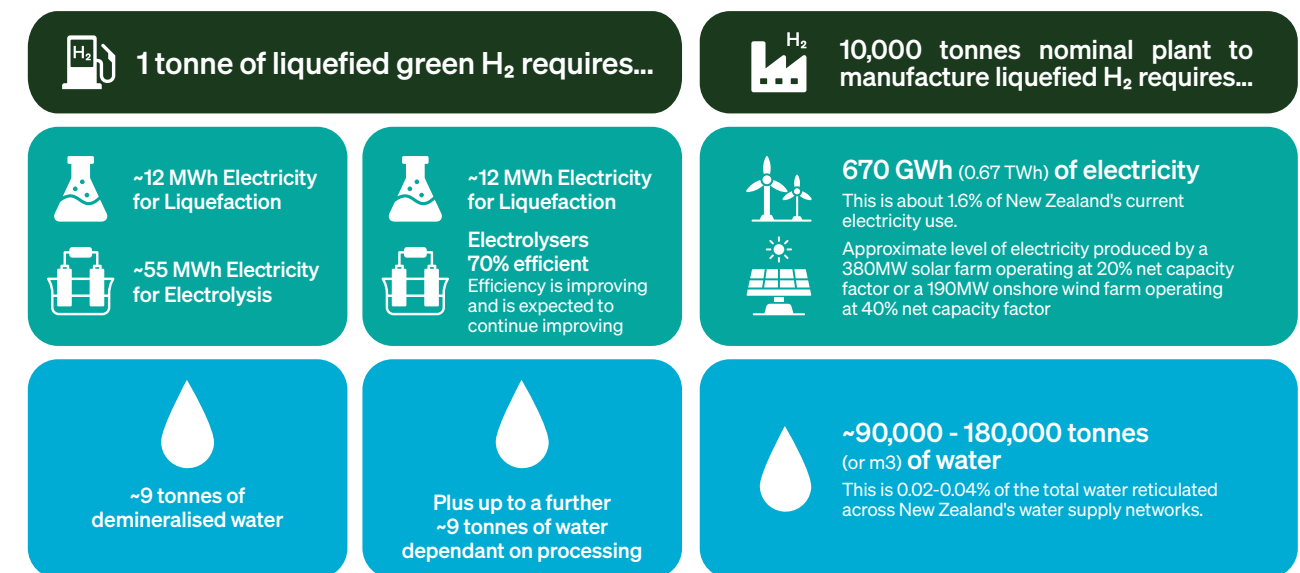 H₂
1 tonne of liquefied green H₂ requires...
~12 MWh Electricity
for Liquefaction
~55 MWh Electricity
for Electrolysis
~12 MWh Electricity
for Liquefaction
Electrolysers
70% efficient
Efficiency is improving
and is expected to
continue improving
~9 tonnes of
demineralised water
Plus up to a further
~9 tonnes of water
dependant on processing
H₂
10,000 tonnes nominal plant to
manufacture liquefied H₂ requires...
670 GWh (0.67 TWh) of electricity
This is about 1.6% of New Zealand's current
electricity use.
Approximate level of electricity produced by a
380MW solar farm operating at 20% net capacity
factor or a 190MW onshore wind farm operating
at 40% net capacity factor
~90,000 - 180,000 tonnes
(or m3) of water
This is 0.02-0.04% of the total water reticulated
across New Zealand's water supply networks.